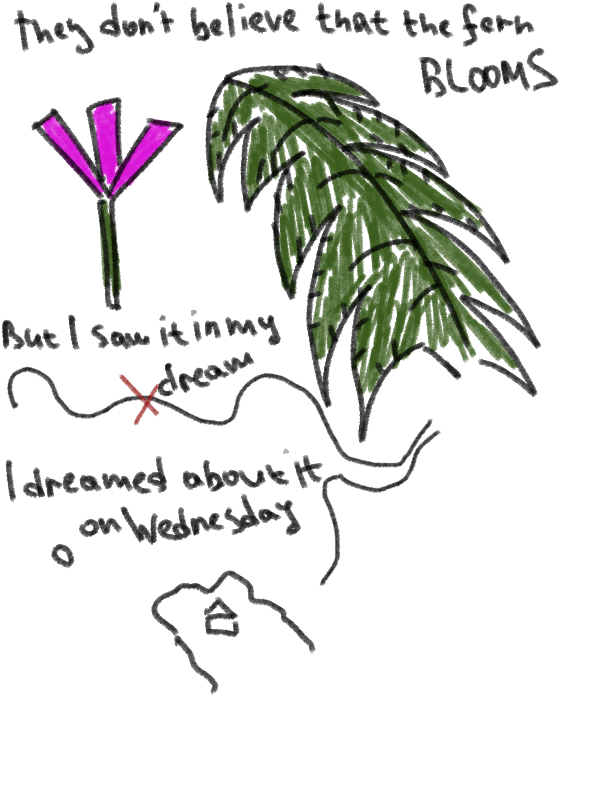 they don't believe that the fern
BLOOMS
But I saw it in my
dream
I dreamed about it
on Wednesday